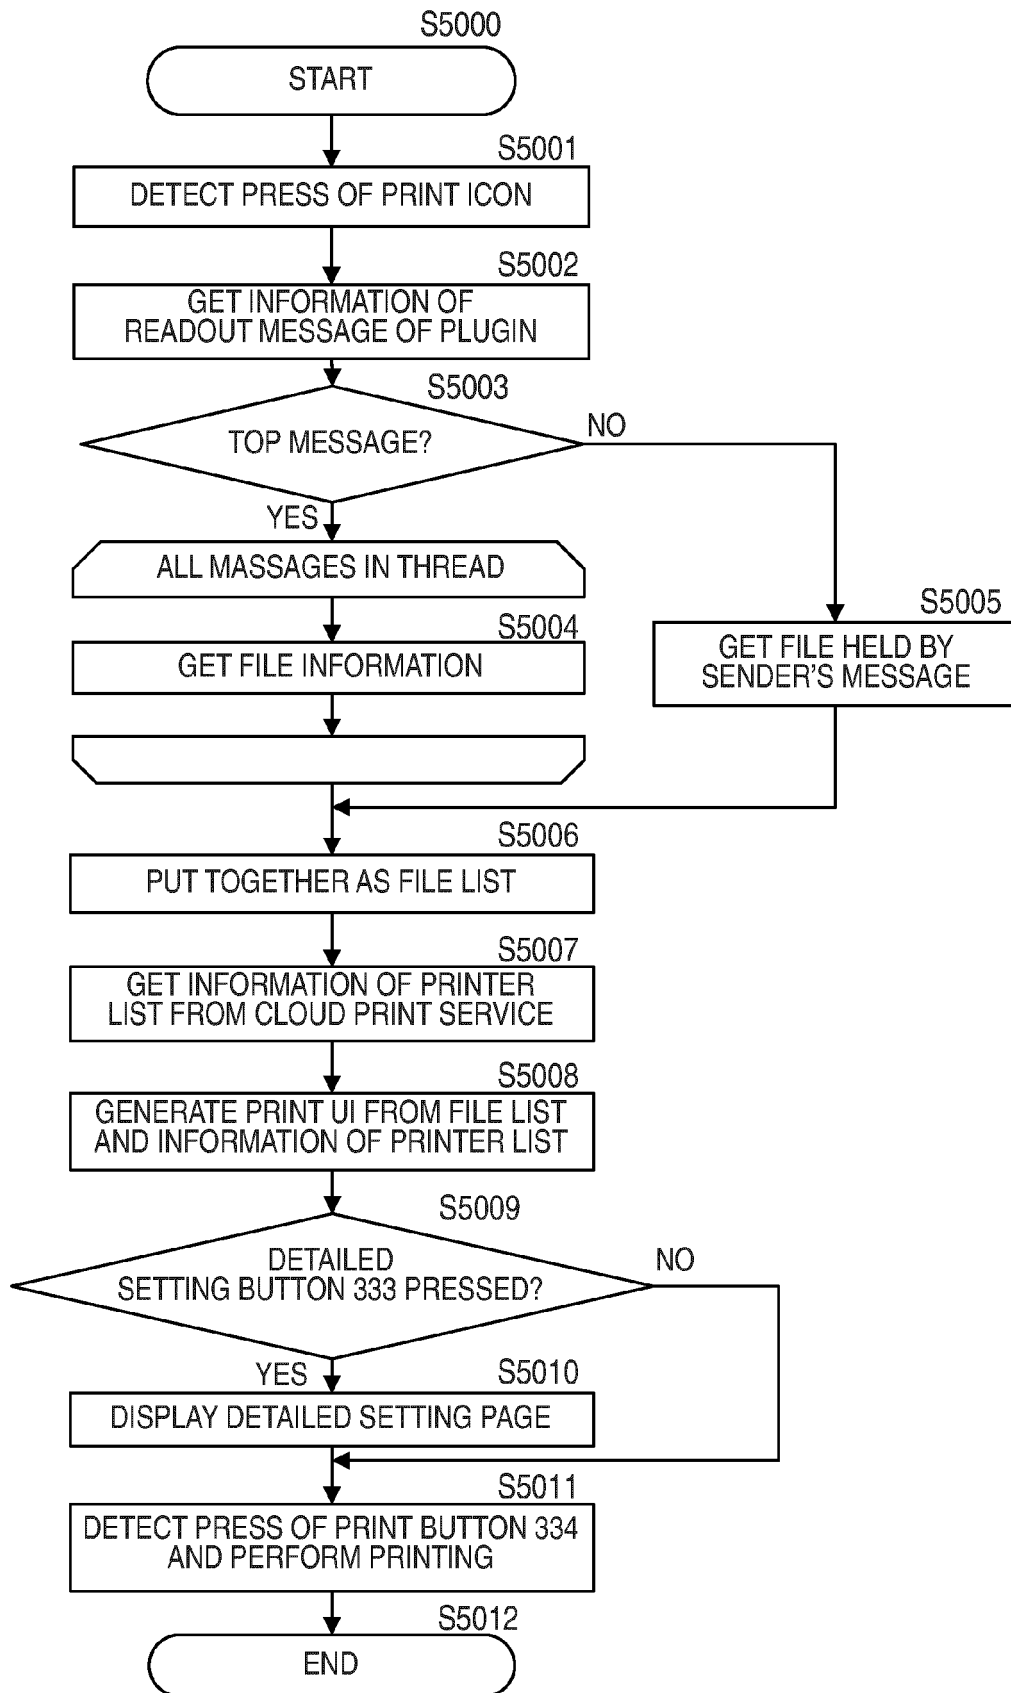 S5000
START
S5001
DETECT PRESS OF PRINT ICON
S5002
GET INFORMATION OF
READOUT MESSAGE OF PLUGIN
S5003
TOP MESSAGE?
NO
YES
ALL MASSAGES IN THREAD
S5004
GET FILE INFORMATION
S5005
GET FILE HELD BY
SENDER'S MESSAGE
S5006
PUT TOGETHER AS FILE LIST
S5007
GET INFORMATION OF PRINTER
LIST FROM CLOUD PRINT SERVICE
S5008
GENERATE PRINT UI FROM FILE LIST
AND INFORMATION OF PRINTER LIST
S5009
DETAILED
SETTING BUTTON 333 PRESSED?
NO
YES
S5010
DISPLAY DETAILED SETTING PAGE
S5011
DETECT PRESS OF PRINT BUTTON 334
AND PERFORM PRINTING
S5012
END